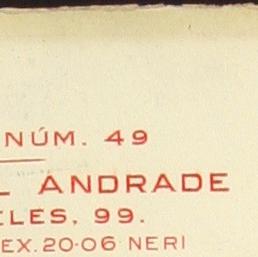 NÚM. 49
L ANDRADE
ELES, 99.
EX. 20-06 NERI